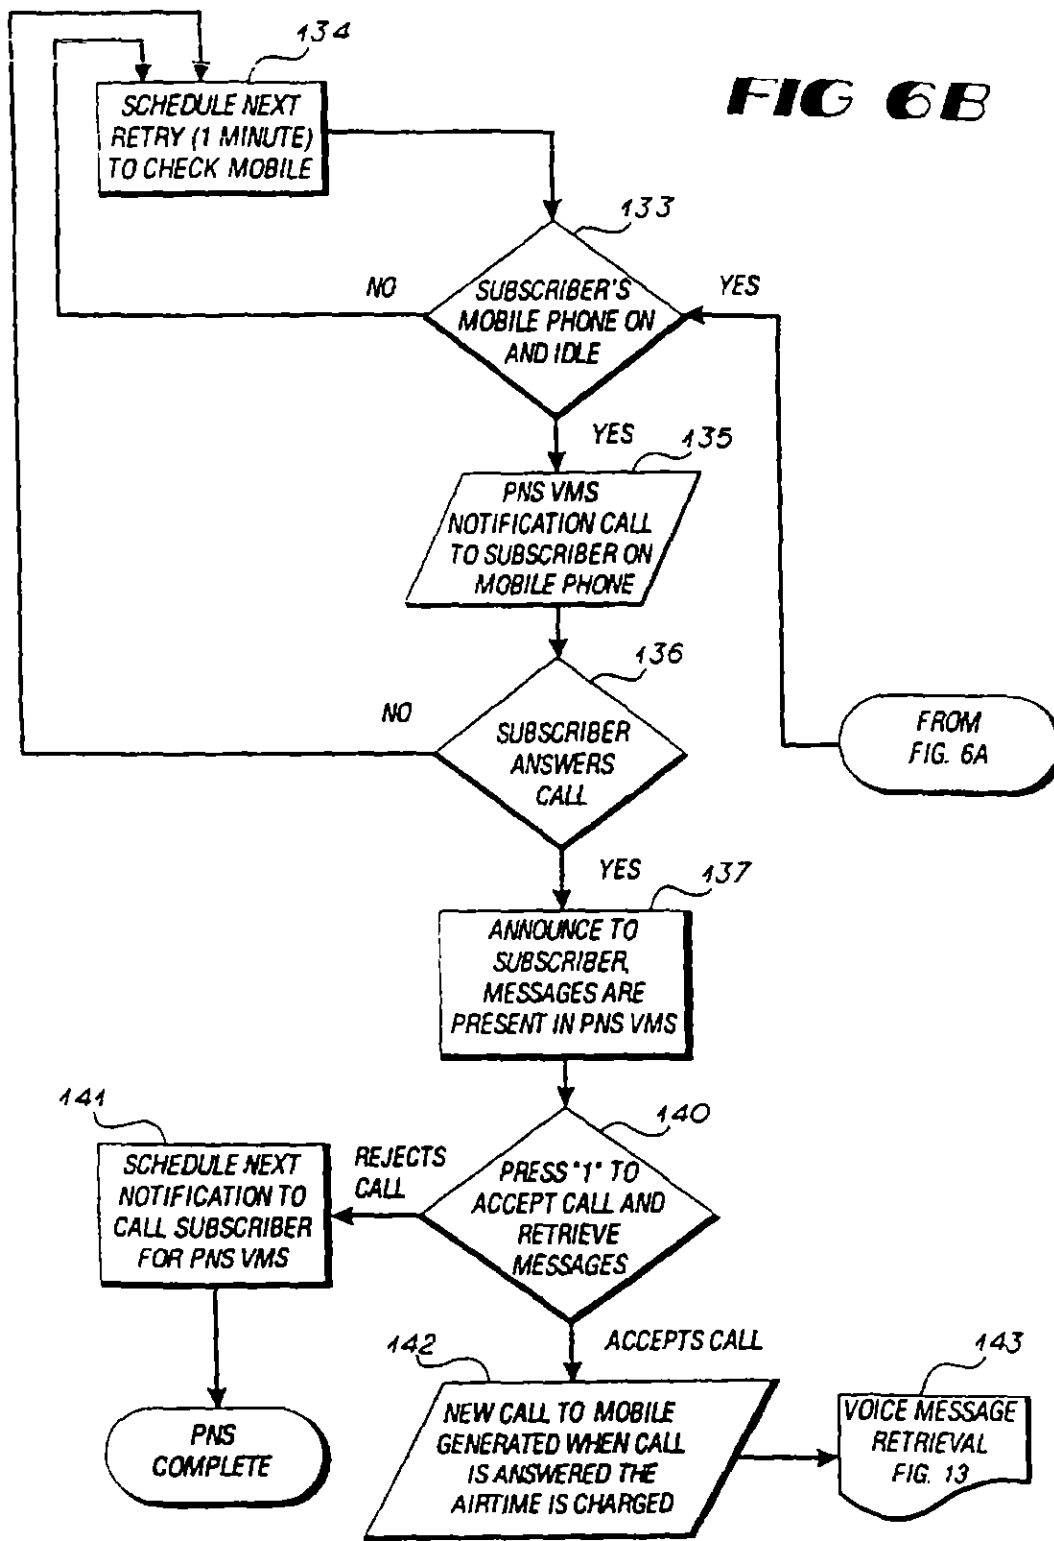 134
SCHEDULE NEXT
RETRY (1 MINUTE)
TO CHECK MOBILE
FIG 6B
133
NO
SUBSCRIBER'S
MOBILE PHONE ON
AND IDLE
YES
YES
135
PNS VMS
NOTIFICATION CALL
TO SUBSCRIBER ON
MOBILE PHONE
136
NO
SUBSCRIBER
ANSWERS
CALL
FROM
FIG. 6A
YES
137
ANNOUNCE TO
SUBSCRIBER,
MESSAGES ARE
PRESENT IN PNS VMS
141
SCHEDULE NEXT
NOTIFICATION TO
CALL SUBSCRIBER
FOR PNS VMS
REJECTS
CALL
140
PRESS "1" TO
ACCEPT CALL AND
RETRIEVE
MESSAGES
ACCEPTS CALL
PNS
COMPLETE
142
NEW CALL TO MOBILE
GENERATED WHEN CALL
IS ANSWERED THE
AIRTIME IS CHARGED
143
VOICE MESSAGE
RETRIEVAL
FIG. 13